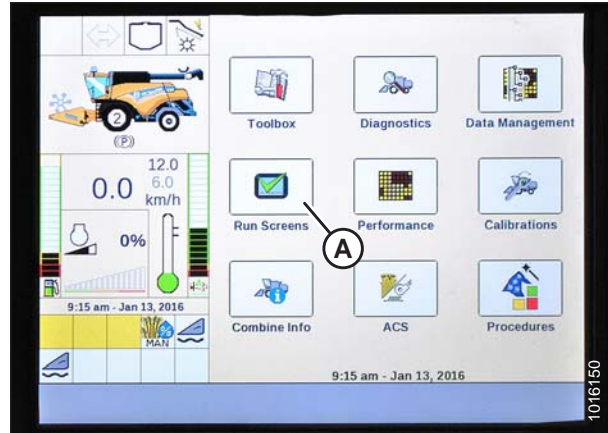 2
(P)
12.0
0.0
6.0
km/h
0%
9:15 am - Jan 13, 2016
%
MAN
Toolbox
Diagnostics
Data Management
Run Screens
Performance
Calibrations
A
Combine Info
ACS
Procedures
9:15 am - Jan 13, 2016
1016150